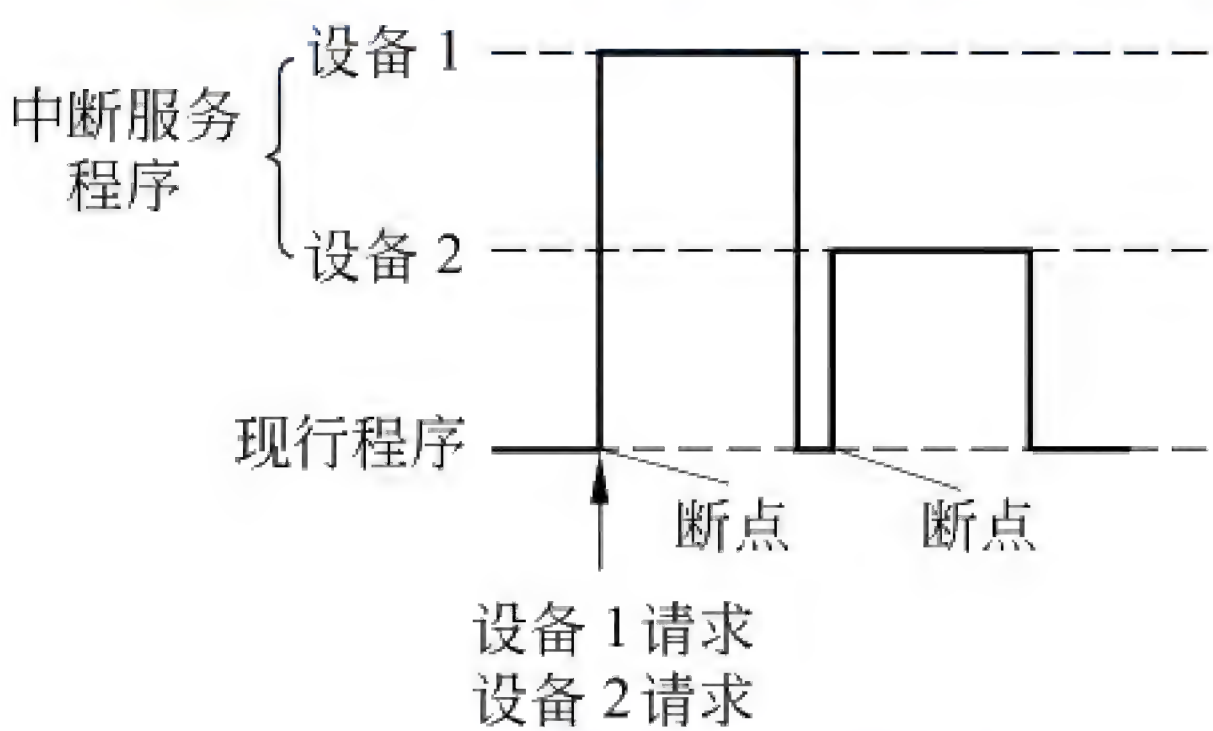 设备 1
中断服务
程序
设备 2
现行程序
断点
断点
设备 1 请求
设备 2 请求